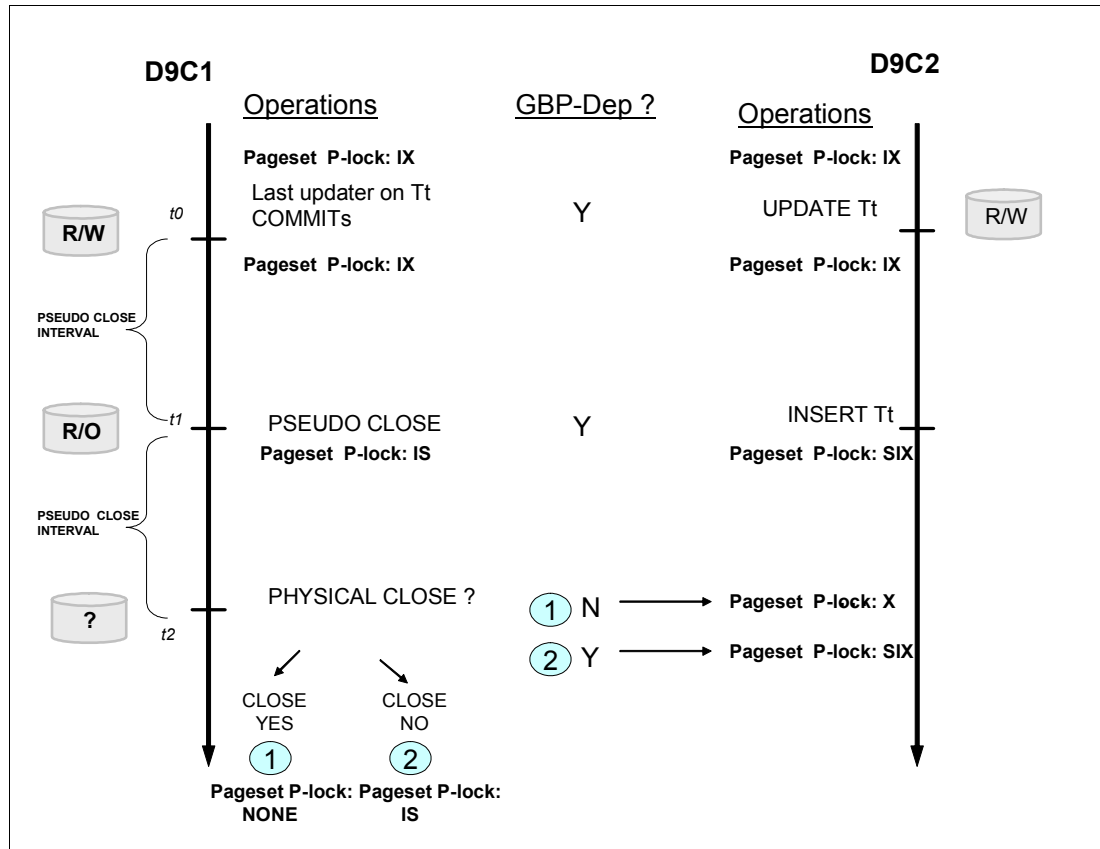 D9C1
D9C2
Operations
GBP-Dep ?
Operations
Pageset P-lock: IX
Pageset P-lock: IX
Last updater on Tt
COMMITs
t0
R/W
Y
UPDATE Tt
R/W
Pageset P-lock: IX
Pageset P-lock: IX
PSEUDO CLOSE
INTERVAL
t1
R/O
PSEUDO CLOSE
Y
INSERT Tt
Pageset P-lock: IS
Pageset P-lock: SIX
PSEUDO CLOSE
INTERVAL
PHYSICAL CLOSE ?
?
t2
1 N
Pageset P-lock: X
2 Y
Pageset P-lock: SIX
CLOSE
YES
CLOSE
NO
1
2
Pageset P-lock:
NONE
Pageset P-lock:
IS